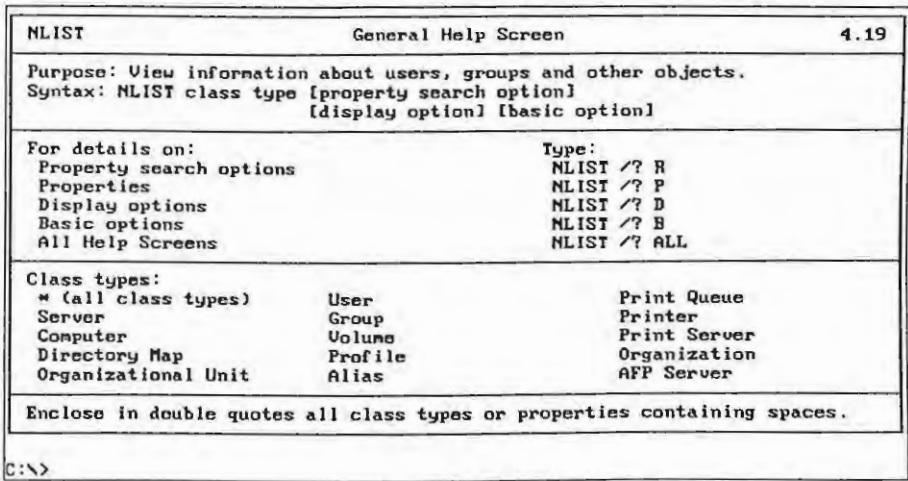 NLIST General Help Screen 4.19
Purpose: View information about users, groups and other objects.
Syntax: NLIST class type [property search option]
[display option] [basic option]
For details on: Type:
Property search options NLIST /? R
Properties NLIST /? P
Display options NLIST /? D
Basic options NLIST /? B
All Help Screens NLIST /? ALL
Class types:
* (all class types) User Print Queue
Server Group Printer
Computer Volume Print Server
Directory Map Profile Organization
Organizational Unit Alias AFP Server
Enclose in double quotes all class types or properties containing spaces.
C:\>